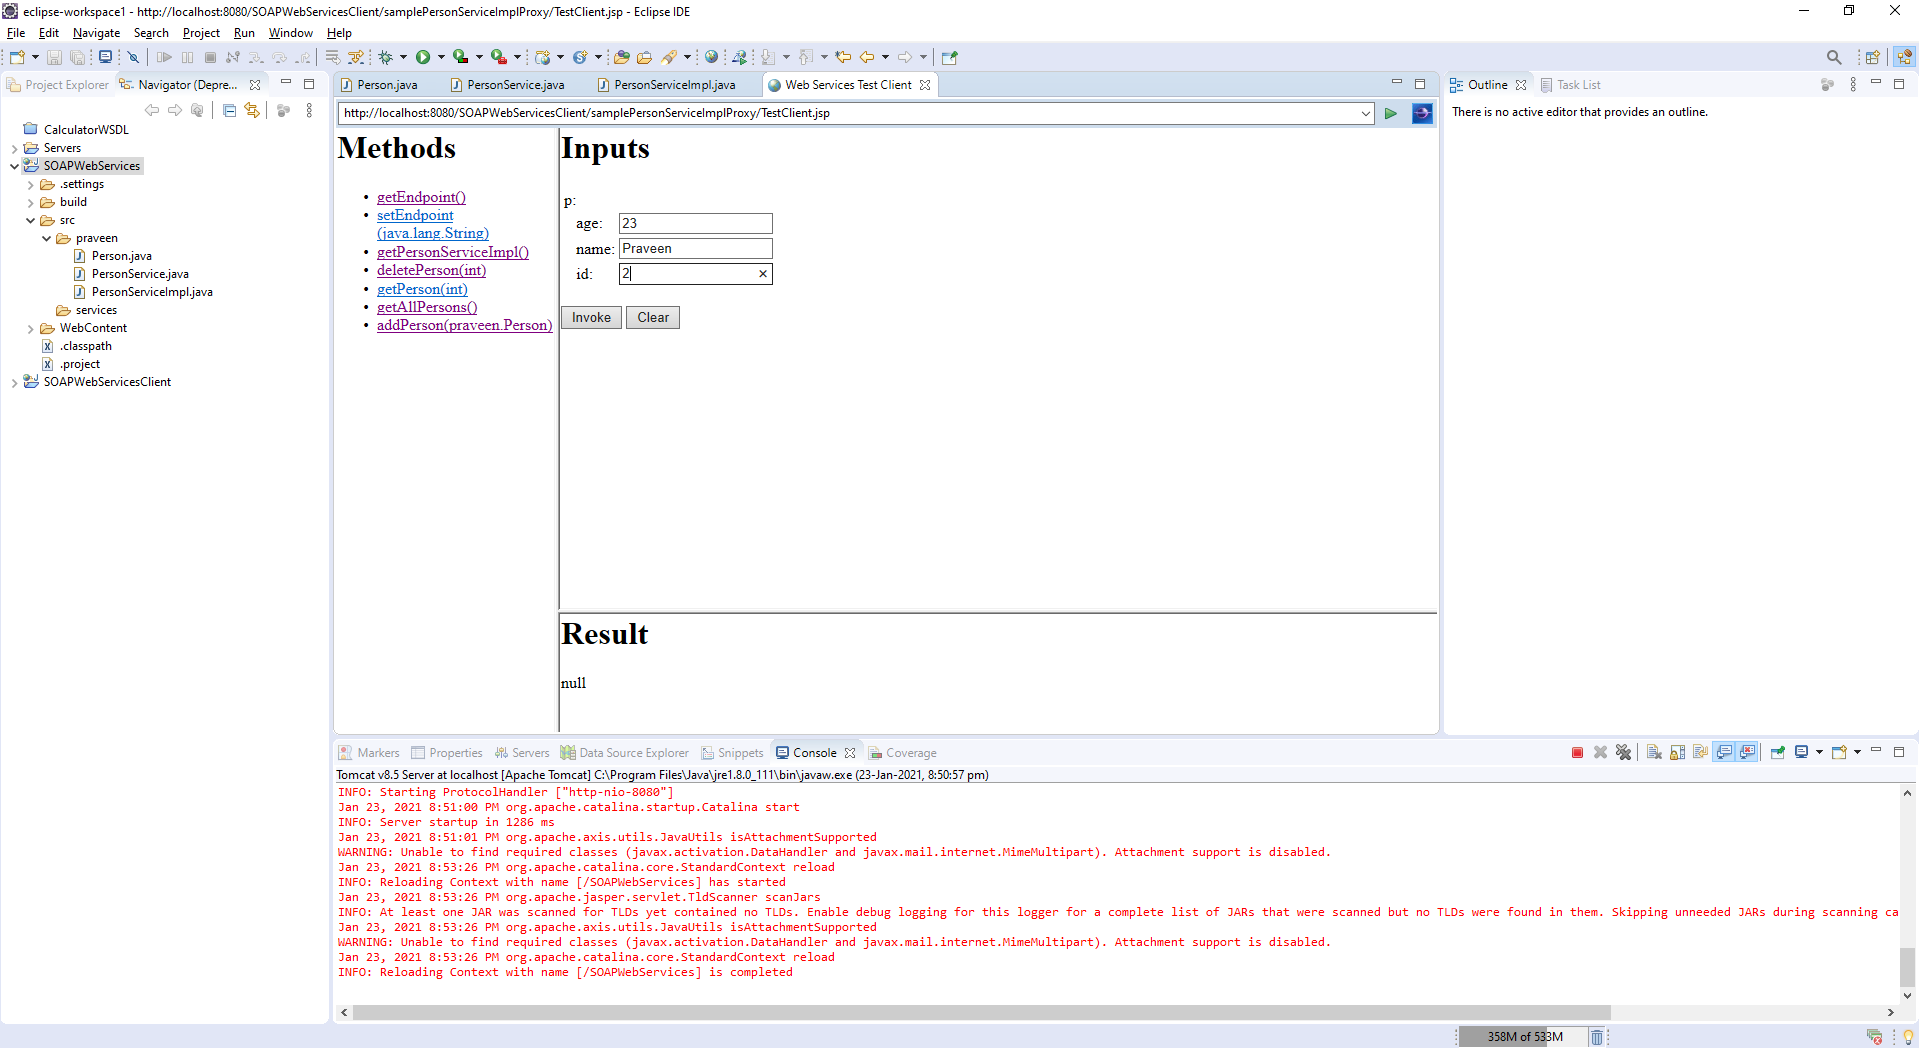 eclipse-workspace1 - http://localhost:8080/SOAPWebServicesClient/samplePersonServiceImplProxy/TestClient.jsp - Eclipse IDE
File Edit Navigate Search Project Run Window Help
Project Explorer Navigator (Depre...
CalculatorWSDL
Servers
SOAPWebServices
.settings
build
src
praveen
Person.java
PersonService.java
PersonServiceImpl.java
services
WebContent
.classpath
.project
SOAPWebServicesClient
Person.java PersonService.java PersonServiceImpl.java Web Services Test Client
http://localhost:8080/SOAPWebServicesClient/samplePersonServiceImplProxy/TestClient.jsp
Methods
getEndpoint()
setEndpoint
(java.lang.String)
getPersonServiceImpl()
deletePerson(int)
getPerson(int)
getAllPersons()
addPerson(praveen.Person)
Inputs
p:
age: 23
name: Praveen
id: 2
Invoke Clear
Result
null
Outline Task List
There is no active editor that provides an outline.
Markers Properties Servers Data Source Explorer Snippets Console Coverage
Tomcat v8.5 Server at localhost [Apache Tomcat] C:\Program Files\Java\jre1.8.0_111\bin\javaw.exe (23-Jan-2021, 8:50:57 pm)
INFO: Starting ProtocolHandler ["http-nio-8080"]
Jan 23, 2021 8:51:00 PM org.apache.catalina.startup.Catalina start
INFO: Server startup in 1286 ms
Jan 23, 2021 8:51:01 PM org.apache.axis.utils.JavaUtils isAttachmentSupported
WARNING: Unable to find required classes (javax.activation.DataHandler and javax.mail.internet.MimeMultipart). Attachment support is disabled.
Jan 23, 2021 8:53:26 PM org.apache.catalina.core.StandardContext reload
INFO: Reloading Context with name [/SOAPWebServices] has started
Jan 23, 2021 8:53:26 PM org.apache.jasper.servlet.TldScanner scanJars
INFO: At least one JAR was scanned for TLDs yet contained no TLDs. Enable debug logging for this logger for a complete list of JARs that were scanned but no TLDs were found in them. Skipping unneeded JARs during scanning ca
Jan 23, 2021 8:53:26 PM org.apache.axis.utils.JavaUtils isAttachmentSupported
WARNING: Unable to find required classes (javax.activation.DataHandler and javax.mail.internet.MimeMultipart). Attachment support is disabled.
Jan 23, 2021 8:53:26 PM org.apache.catalina.core.StandardContext reload
INFO: Reloading Context with name [/SOAPWebServices] is completed
358M of 533M